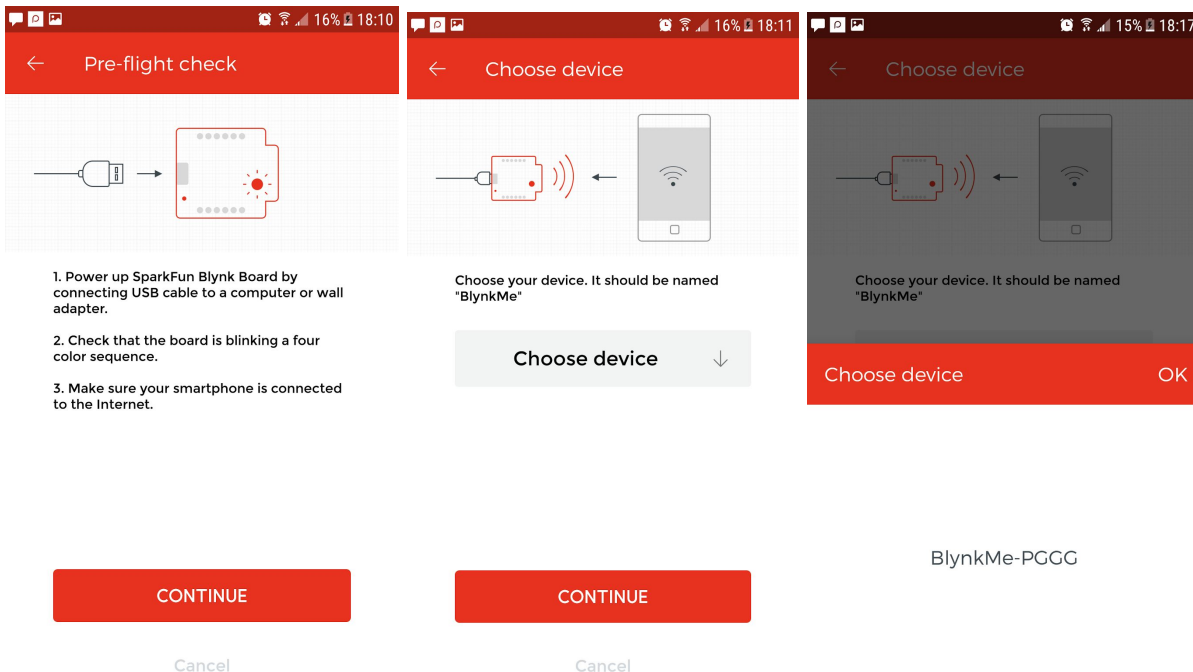 16% 18:10
Pre-flight check
1. Power up SparkFun Blynk Board by
connecting USB cable to a computer or wall
adapter.
2. Check that the board is blinking a four
color sequence.
3. Make sure your smartphone is connected
to the Internet.
CONTINUE
Cancel
16% 18:11
Choose device
Choose your device. It should be named
"BlynkMe"
Choose device
CONTINUE
Cancel
15% 18:17
Choose device
Choose your device. It should be named
"BlynkMe"
Choose device OK
BlynkMe-PGGG